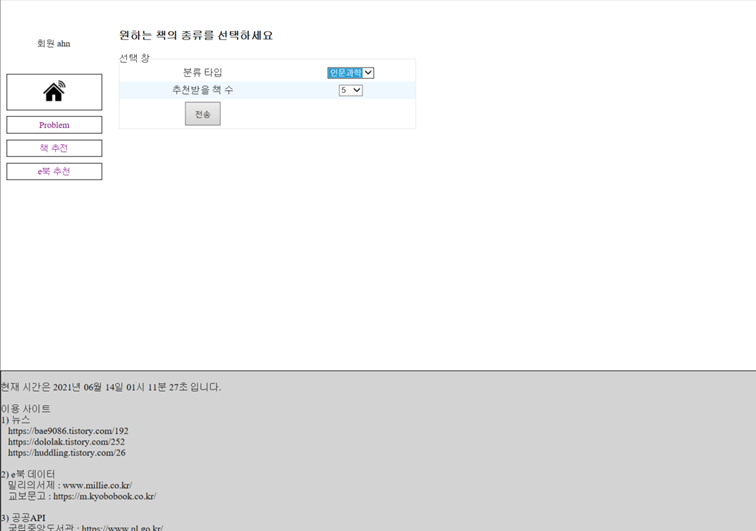 회원 ahn
Problem
책 추전
e북 추천
원하는 책의 종류를 선택하세요
선택 창
분류 타입
인문과학
추천받을 책 수
5
전송
현재 시간은 2021년 06월 14일 01시 11분 27초 입니다.
이용 사이트
1) 뉴스
https://bae9086.tistory.com/192
https://dololak.tistory.com/252
https://huddling.tistory.com/26
2) e북 데이터
밀리의서제 : www.millie.co.kr/
교보문고 : https://m.kyobobook.co.kr/
3) 공공API
국립중앙도서관 : https://www.nl.go.kr/